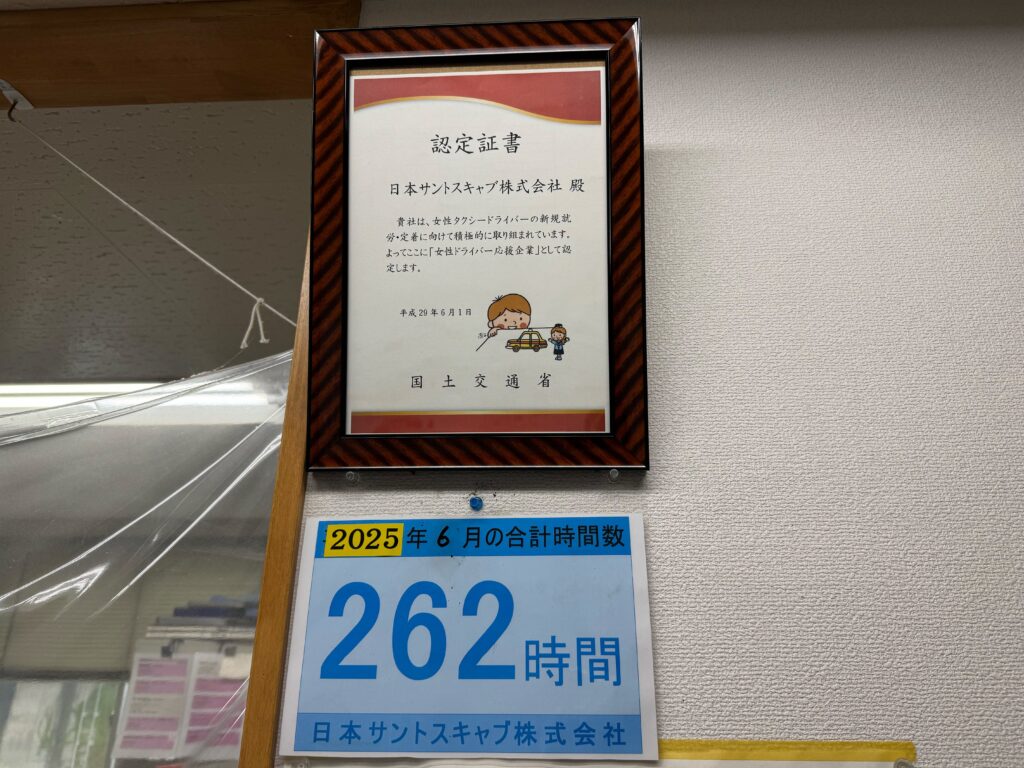 認定証書
日本サントスキャブ株式会社 殿
貴社は、女性タクシードライバーの新規就
労・定着に向けて積極的に取り組まれています。
よってここに「女性ドライバー応援企業」として認
定します。
平成29年6月1日
国土交通省
2025年6月の合計時間数
262時間
日本サントスキャブ株式会社